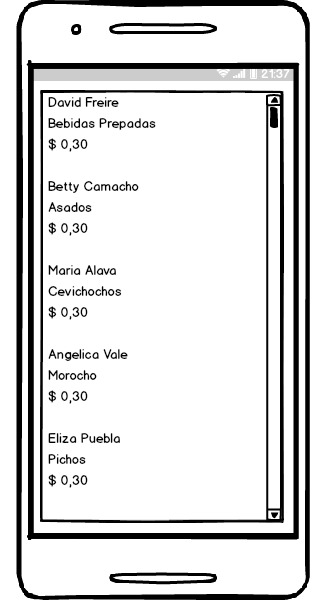 21:37
David Freire
Bebidas Prepadas
$ 0,30
Betty Camacho
Asados
$ 0,30
Maria Alava
Cevichochos
$ 0,30
Angelica Vale
Morocho
$ 0,30
Eliza Puebla
Pichos
$ 0,30